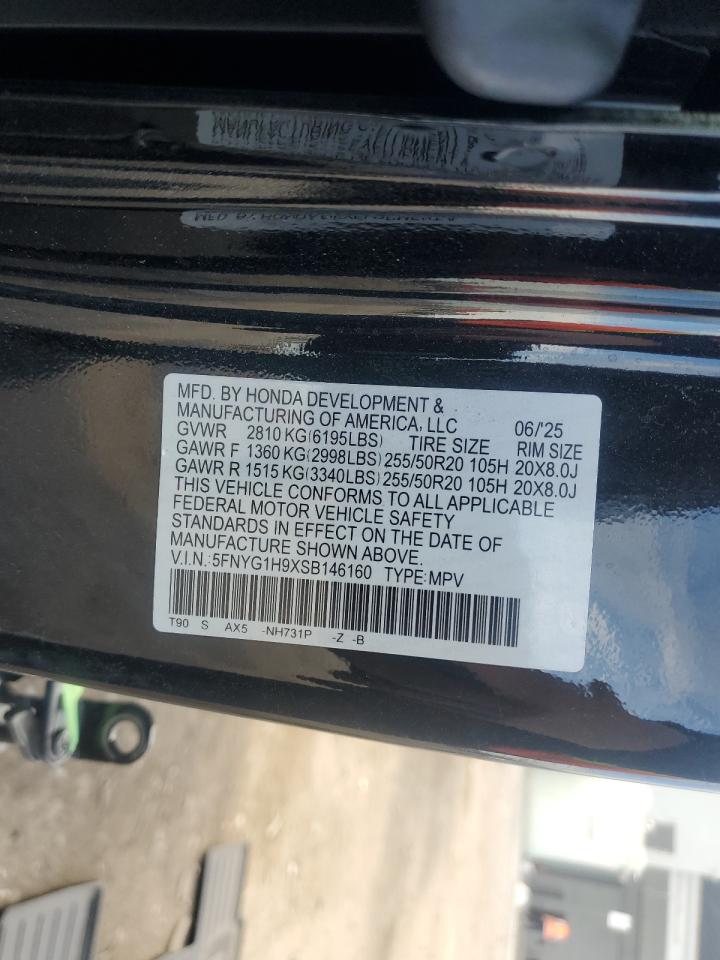 MFD. BY HONDA DEVELOPMENT &
MANUFACTURING OF AMERICA, LLC 06/'25
GVWR 2810 KG(6195LBS) TIRE SIZE RIM SIZE
GAWR F 1360 KG(2998LBS) 255/50R20 105H 20X8.0J
GAWR R 1515 KG(3340LBS) 255/50R20 105H 20X8.0J
THIS VEHICLE CONFORMS TO ALL APPLICABLE
FEDERAL MOTOR VEHICLE SAFETY
STANDARDS IN EFFECT ON THE DATE OF
MANUFACTURE SHOWN ABOVE.
V.I.N.:5FNYG1H9XSB146160 TYPE:MPV
T90 S AX5 -NH731P -Z -B